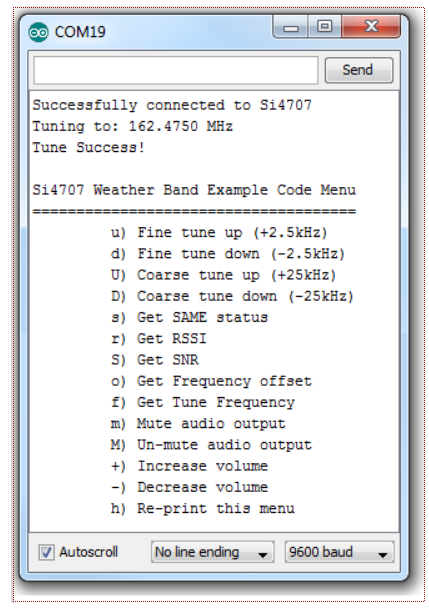 COM19
Send
Successfully connected to Si4707
Tuning to: 162.4750 MHz
Tune Success!
Si4707 Weather Band Example Code Menu
=====================================
u) Fine tune up (+2.5kHz)
d) Fine tune down (-2.5kHz)
U) Coarse tune up (+25kHz)
D) Coarse tune down (-25kHz)
s) Get SAME status
r) Get RSSI
S) Get SNR
o) Get Frequency offset
f) Get Tune Frequency
m) Mute audio output
M) Un-mute audio output
+) Increase volume
-) Decrease volume
h) Re-print this menu
Autoscroll No line ending 9600 baud